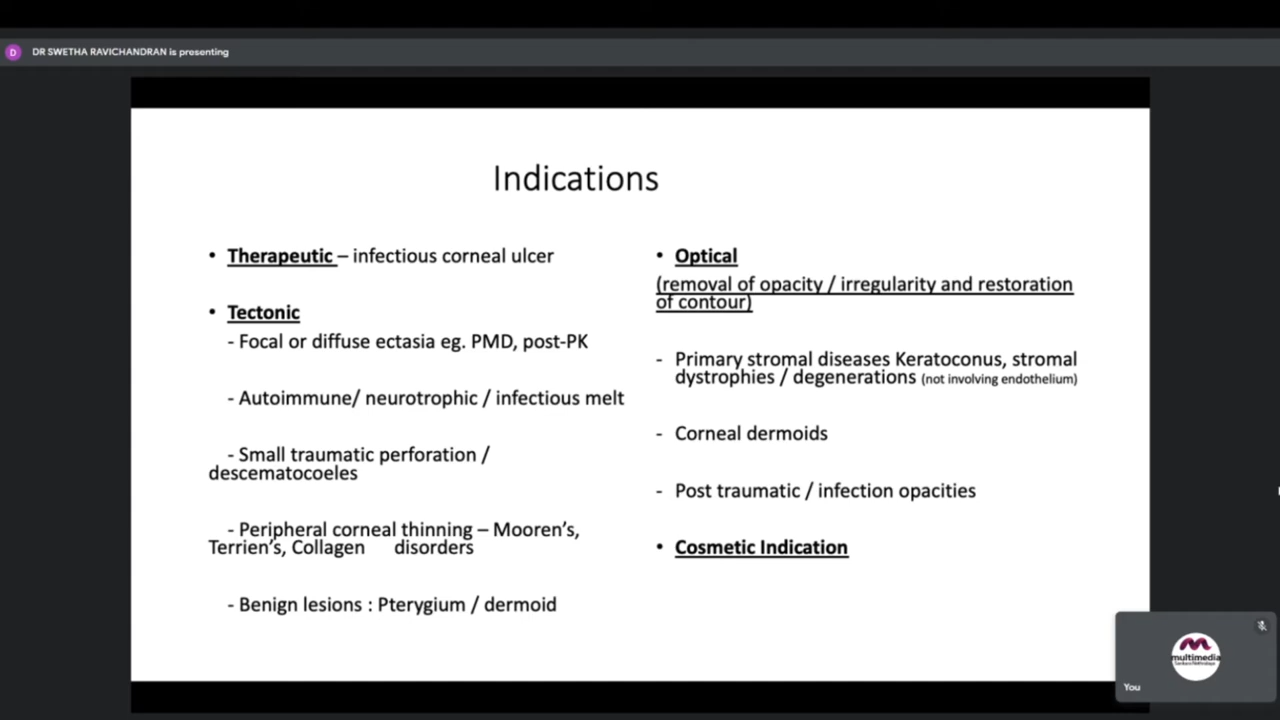 D
DR SWETHA RAVICHANDRAN is presenting
Indications
• Therapeutic – infectious corneal ulcer
• Tectonic
- Focal or diffuse ectasia eg. PMD, post-PK
- Autoimmune/ neurotrophic / infectious melt
- Small traumatic perforation /
descematocoeles
- Peripheral corneal thinning – Mooren's,
Terrien's, Collagen disorders
- Benign lesions : Pterygium / dermoid
• Optical
(removal of opacity / irregularity and restoration
of contour)
- Primary stromal diseases Keratoconus, stromal
dystrophies / degenerations (not involving endothelium)
- Corneal dermoids
- Post traumatic / infection opacities
• Cosmetic Indication
multimedia
Sankara Nethralaya
You